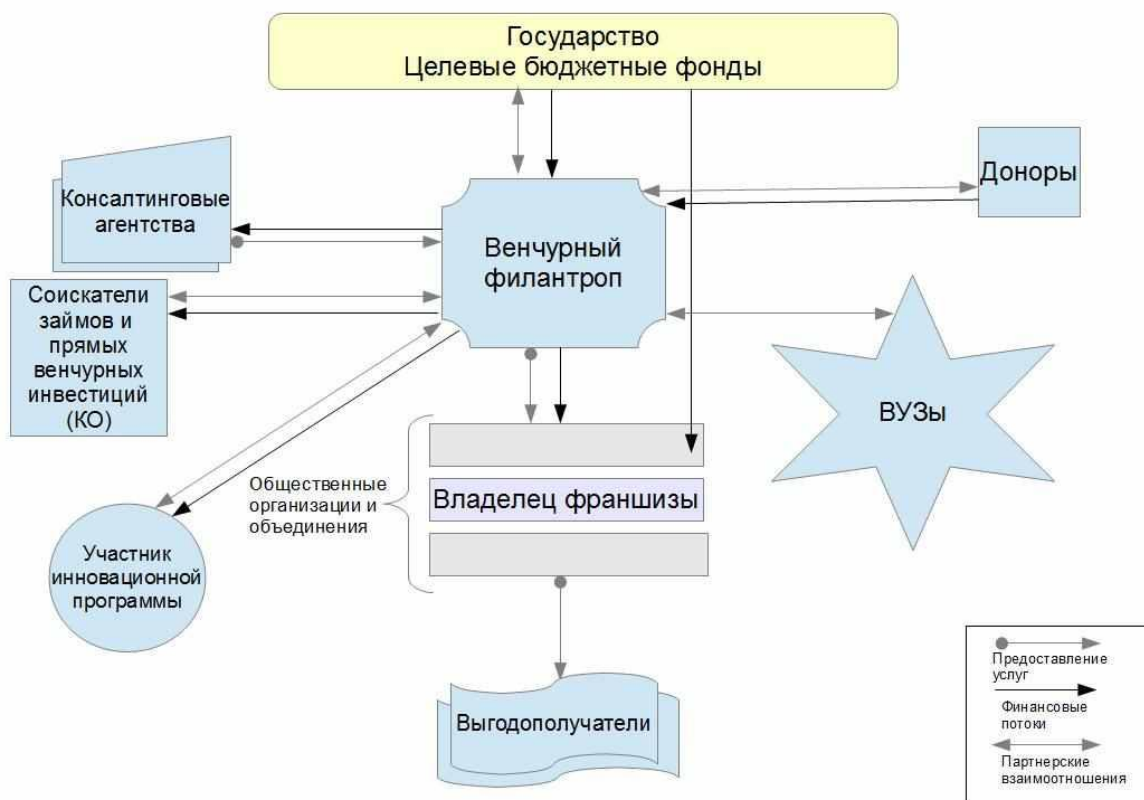 Государство
Целевые бюджетные фонды
Консалтинговые
агентства
Доноры
Венчурный
филантроп
Соискатели
займов и
прямых
венчурных
инвестиций
(КО)
ВУЗы
Общественные
организации и
объединения
Владелец франшизы
Участник
инновационной
программы
Выгодополучатели
Предоставление
услуг
Финансовые
потоки
Партнерские
взаимоотношения